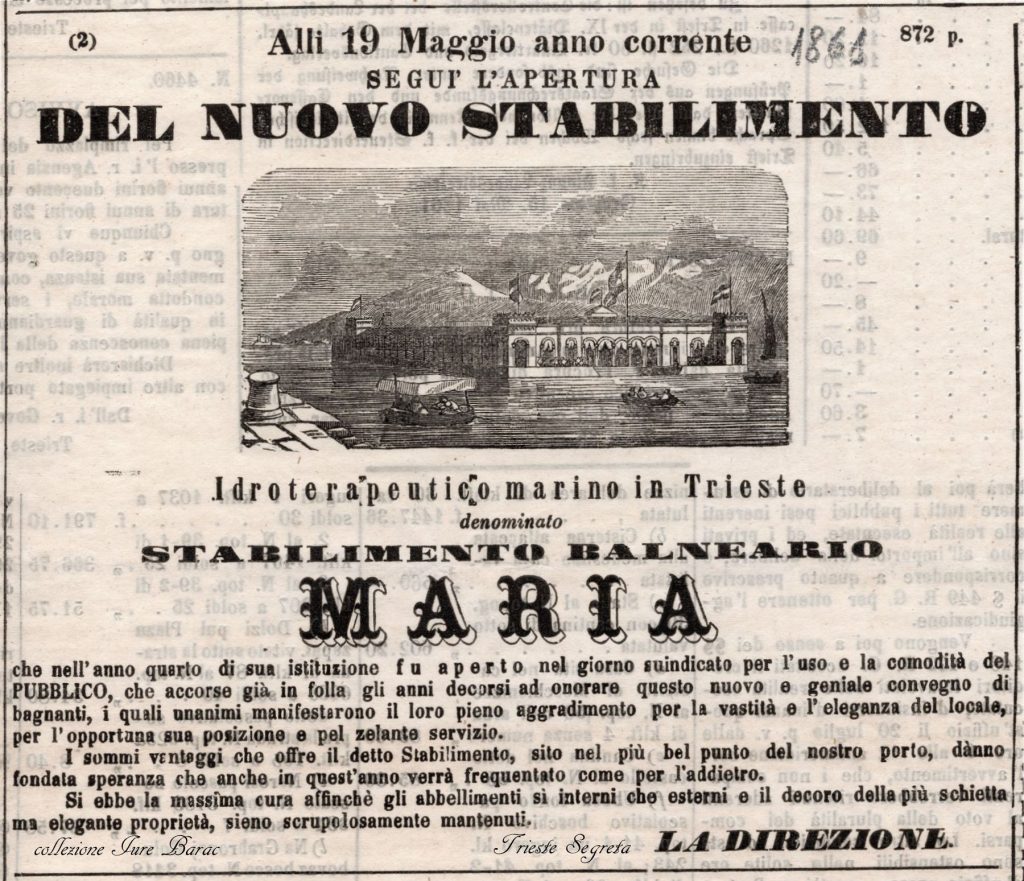 (2)
Alli 19 Maggio anno corrente 1861
872 p.
SEGUI' L'APERTURA
DEL NUOVO STABILIMENTO
Idroterapeutico marino in Trieste
denominato
STABILIMENTO BALNEARIO
MARIA
che nell'anno quarto di sua istituzione fu aperto nel giorno suindicato per l'uso e la comodità del
PUBBLICO, che accorse già in folla gli anni decorsi ad onorare questo nuovo e geniale convegno di
bagnanti, i quali unanimi manifestarono il loro pieno aggradimento per la vastità e l'eleganza del locale,
per l'opportuna sua posizione e pel zelante servizio.
I sommi vantaggi che offre il detto Stabilimento, sito nel più bel punto del nostro porto, dànno
fondata speranza che anche in quest'anno verrà frequentato come per l'addietro.
Si ebbe la massima cura affinchè gli abbellimenti sì interni che esterni e il decoro della più schietta
ma elegante proprietà, sieno scrupolosamente mantenuti.
LA DIREZIONE.
collezione Jure Barac
Trieste Segreta